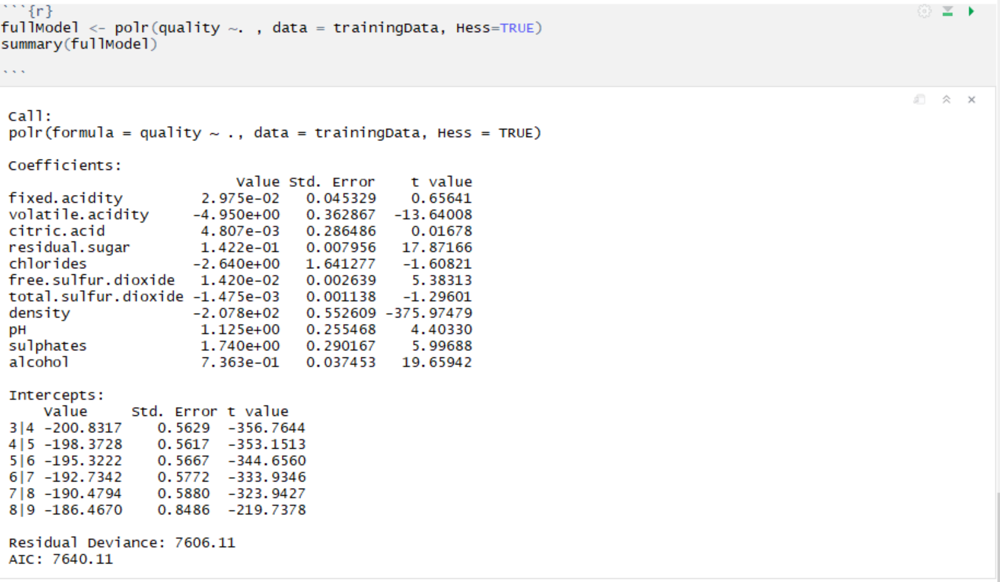 ```{r}
fullModel <- polr(quality ~. , data = trainingData, Hess=TRUE)
summary(fullModel)
```
Call:
polr(formula = quality ~ ., data = trainingData, Hess = TRUE)
Coefficients:
Value Std. Error t value
fixed.acidity 2.975e-02 0.045329 0.65641
volatile.acidity -4.950e+00 0.362867 -13.64008
citric.acid 4.807e-03 0.286486 0.01678
residual.sugar 1.422e-01 0.007956 17.87166
chlorides -2.640e+00 1.641277 -1.60821
free.sulfur.dioxide 1.420e-02 0.002639 5.38313
total.sulfur.dioxide -1.475e-03 0.001138 -1.29601
density -2.078e+02 0.552609 -375.97479
pH 1.125e+00 0.255468 4.40330
sulphates 1.740e+00 0.290167 5.99688
alcohol 7.363e-01 0.037453 19.65942
Intercepts:
Value Std. Error t value
3|4 -200.8317 0.5629 -356.7644
4|5 -198.3728 0.5617 -353.1513
5|6 -195.3222 0.5667 -344.6560
6|7 -192.7342 0.5772 -333.9346
7|8 -190.4794 0.5880 -323.9427
8|9 -186.4670 0.8486 -219.7378
Residual Deviance: 7606.11
AIC: 7640.11